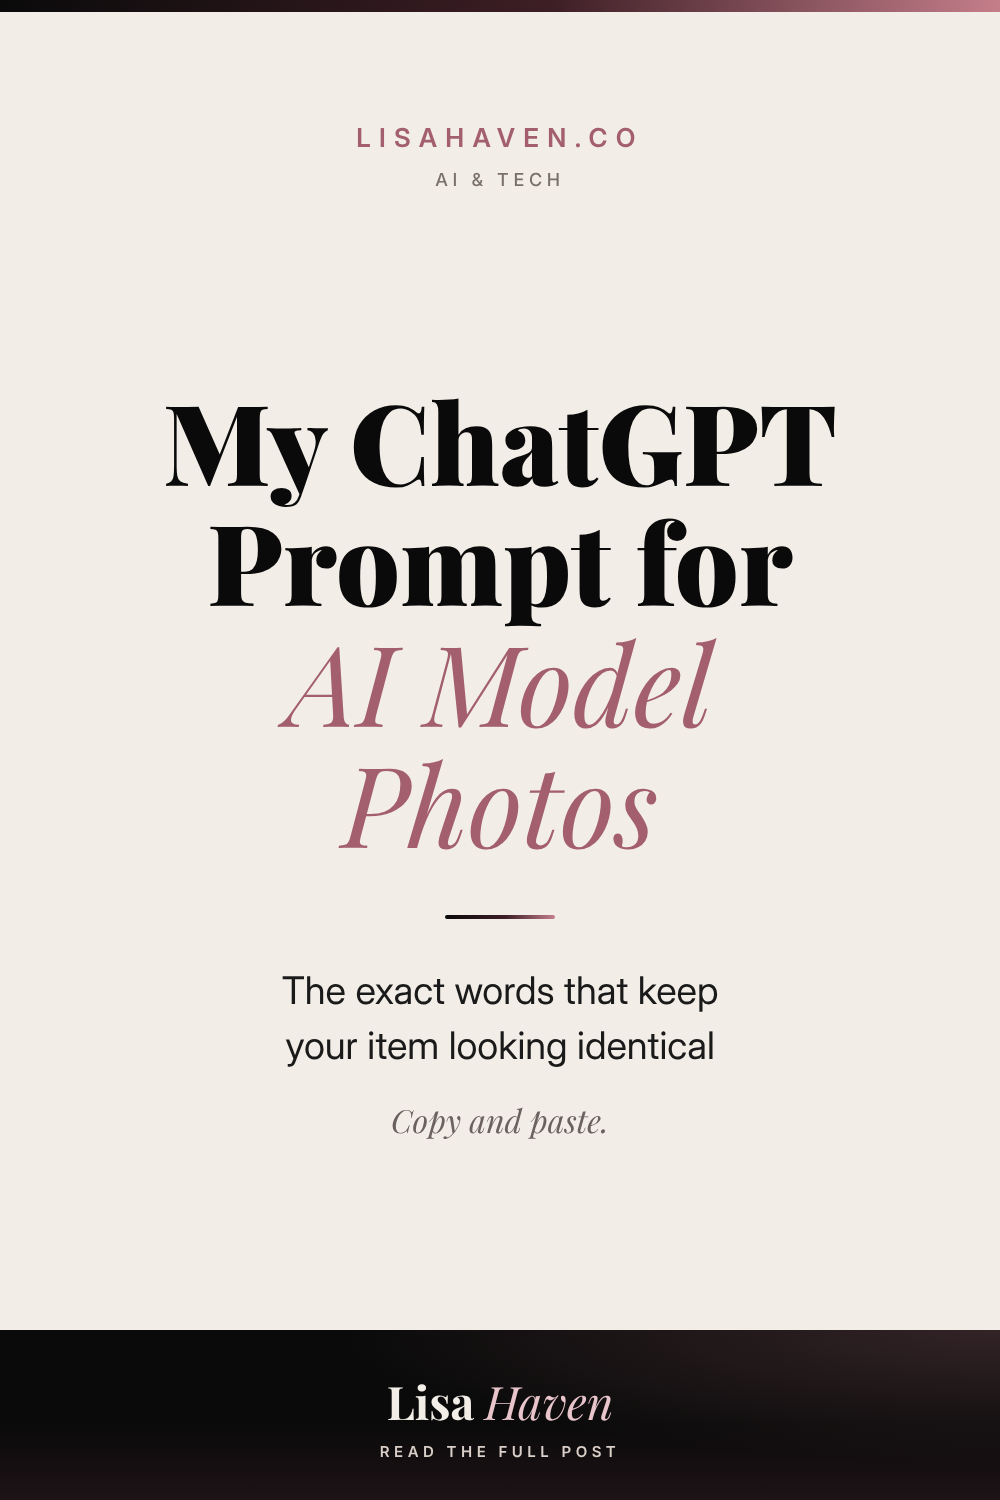 LISAHAVEN.CO
AI & TECH
My ChatGPT
Prompt for
AI Model
Photos
The exact words that keep
your item looking identical
Copy and paste.
Lisa Haven
READ THE FULL POST